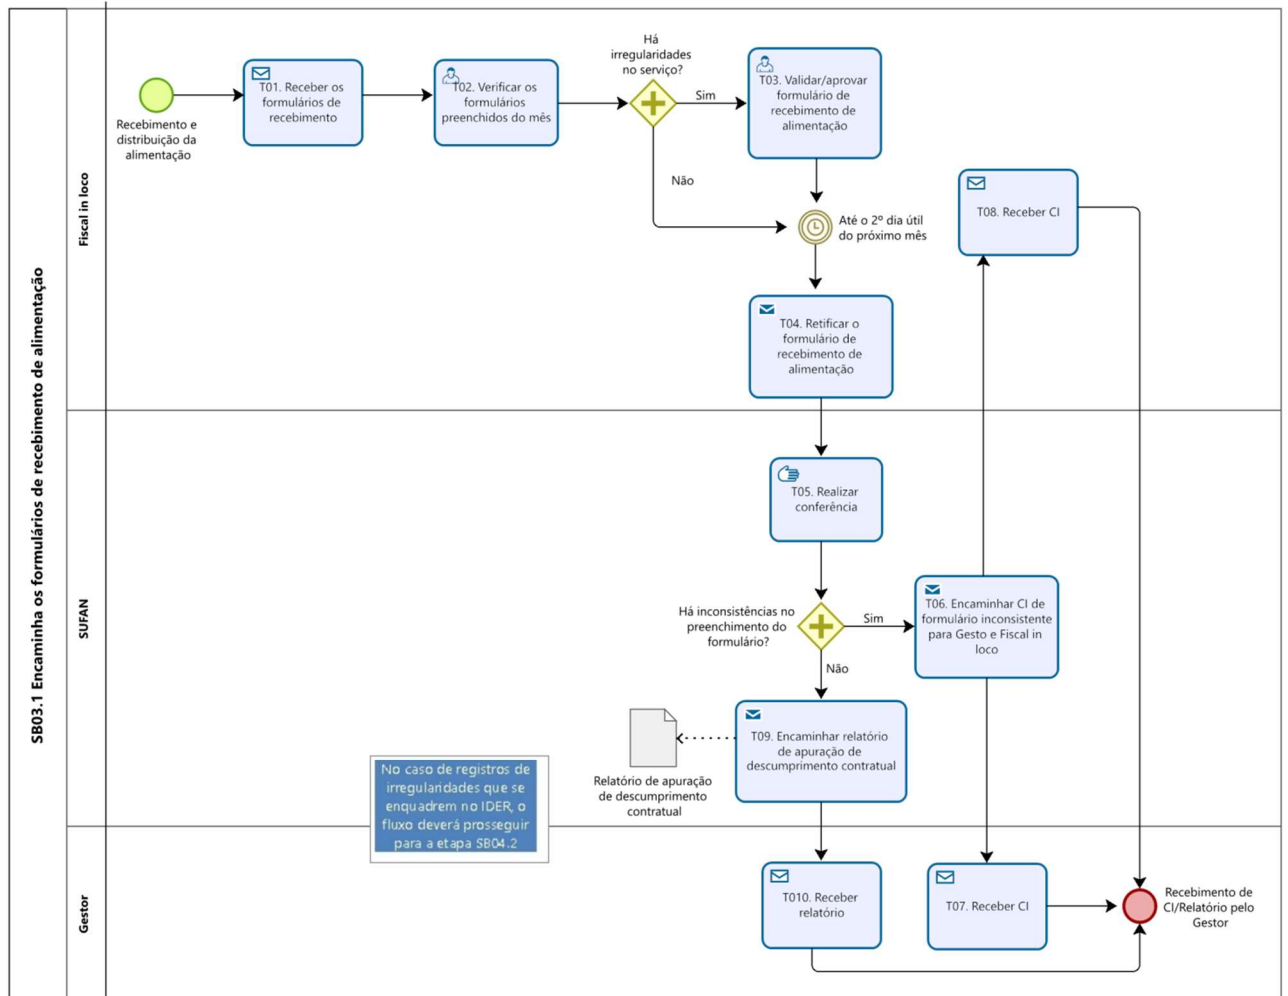 SB03.1 Encaminha os formulários de recebimento de alimentação
Fiscal in loco
Recebimento e
distribuição da
alimentação
T01. Receber os
formulários de
recebimento
T02. Verificar os
formulários
preenchidos do mês
Há
irregularidades
no serviço?
Sim
Não
T03. Validar/aprovar
formulário de
recebimento de
alimentação
Até o 2º dia útil
do próximo mês
T04. Retificar o
formulário de
recebimento de
alimentação
T08. Receber CI
SUFAN
T05. Realizar
conferência
Há inconsistências no
preenchimento do
formulário?
Sim
Não
T06. Encaminhar CI de
formulário inconsistente
para Gesto e Fiscal in
loco
T09. Encaminhar relatório
de apuração de
descumprimento contratual
Relatório de apuração
de descumprimento
contratual
No caso de registros de
irregularidades que se
enquadrem no IDER, o
fluxo deverá prosseguir
para a etapa SB04.2
Gestor
T010. Receber
relatório
T07. Receber CI
Recebimento de
CI/Relatório pelo
Gestor